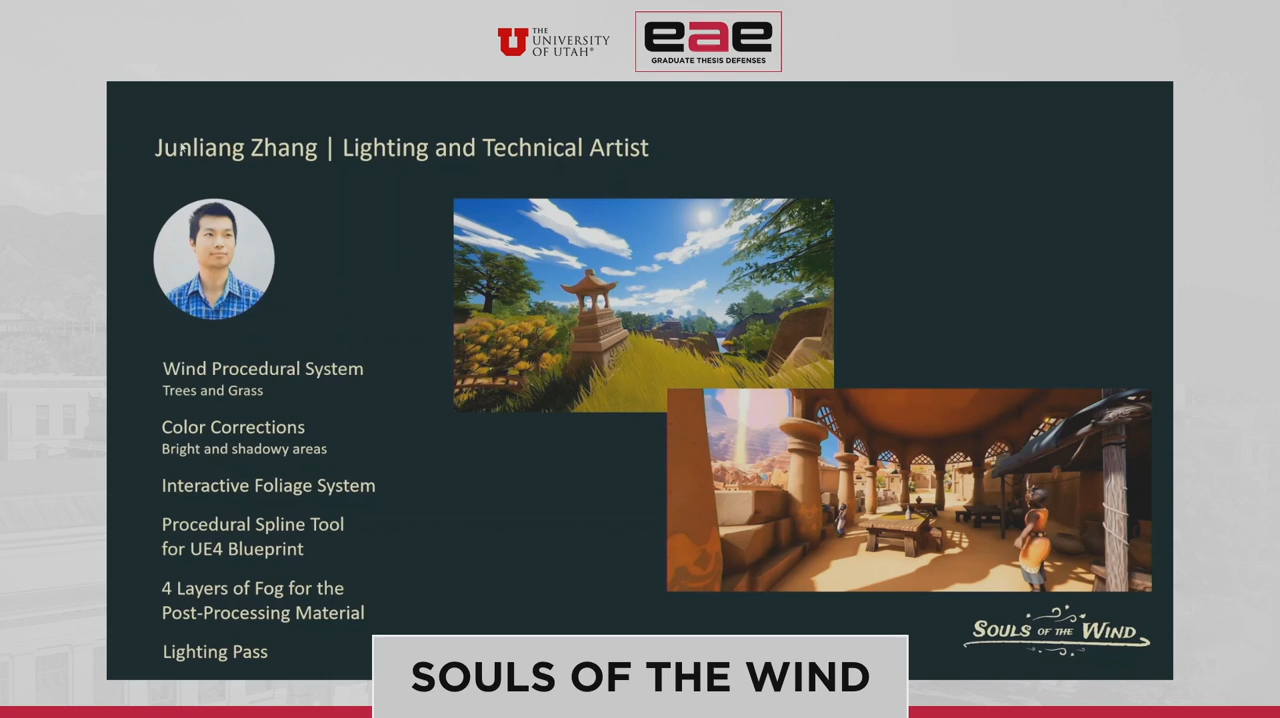 THE
UNIVERSITY
OF UTAH®
eae
GRADUATE THESIS DEFENSES
Junliang Zhang | Lighting and Technical Artist
Wind Procedural System
Trees and Grass
Color Corrections
Bright and shadowy areas
Interactive Foliage System
Procedural Spline Tool
for UE4 Blueprint
4 Layers of Fog for the
Post-Processing Material
Lighting Pass
SOULS OF THE WIND
SOULS OF THE WIND